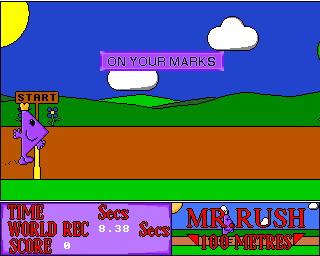 ON YOUR MARKS
START
TIME Secs
WORLD REC 8.38 Secs
SCORE 0
MR RUSH
100 METRES